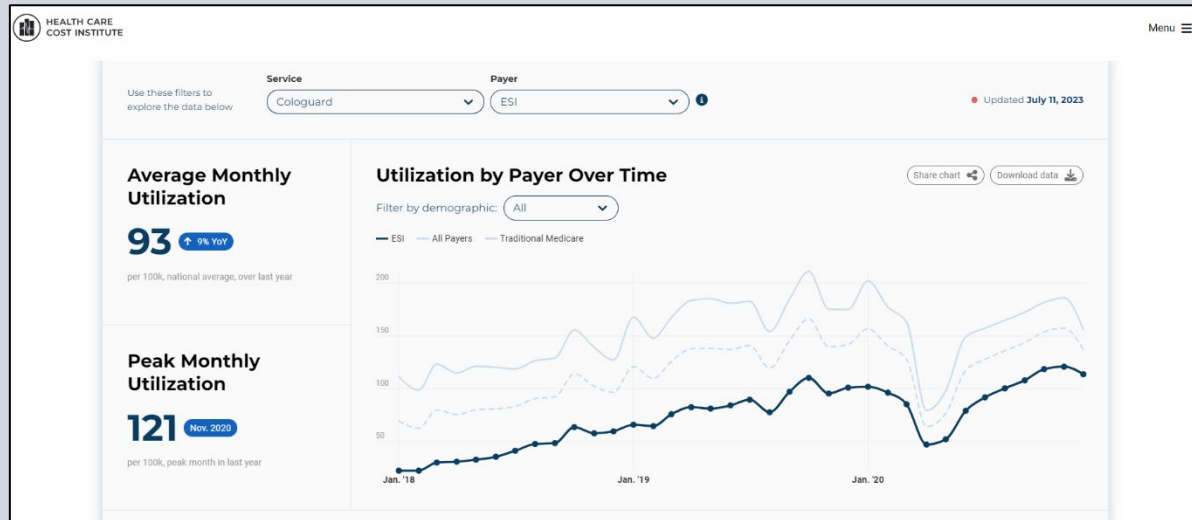 HEALTH CARE
COST INSTITUTE
Menu
Use these filters to
explore the data below
Service
Cologuard
Payer
ESI
Updated July 11, 2023
Average Monthly
Utilization
93
9% YoY
per 100k, national average, over last year
Peak Monthly
Utilization
121
Nov. 2020
per 100k, peak month in last year
Utilization by Payer Over Time
Share chart
Download data
Filter by demographic:
All
ESI
All Payers
Traditional Medicare
200
150
100
50
Jan. '18
Jan. '19
Jan. '20